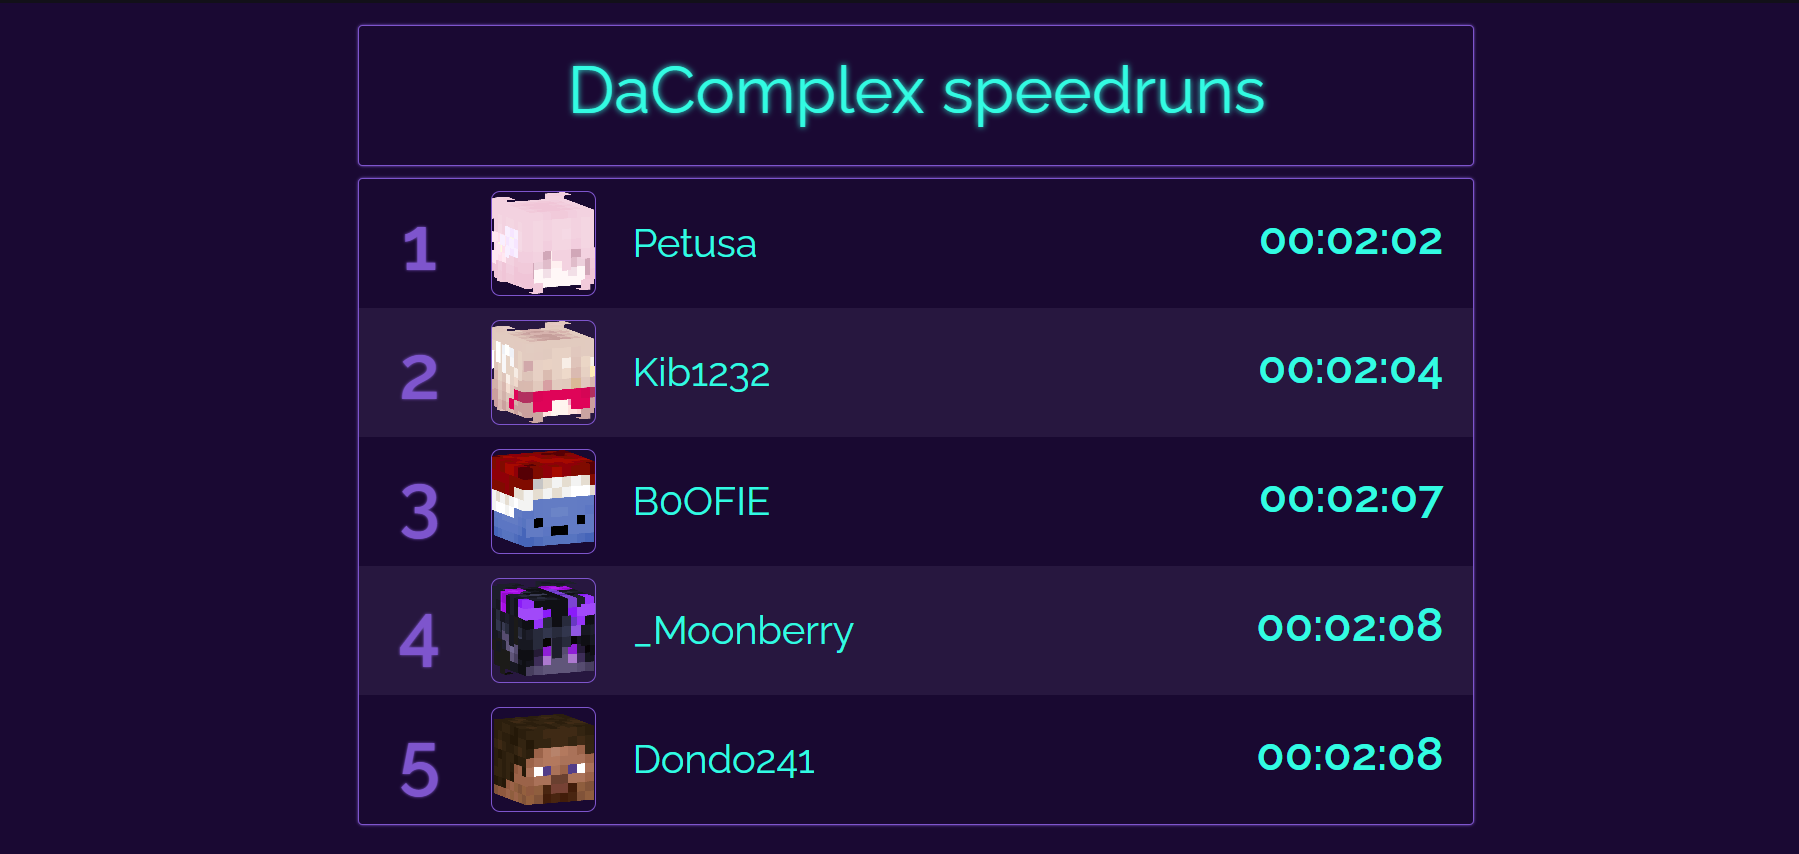 DaComplex speedruns
1 Petusa 00:02:02
2 Kib1232 00:02:04
3 BoOFIE 00:02:07
4 _Moonberry 00:02:08
5 Dondo241 00:02:08